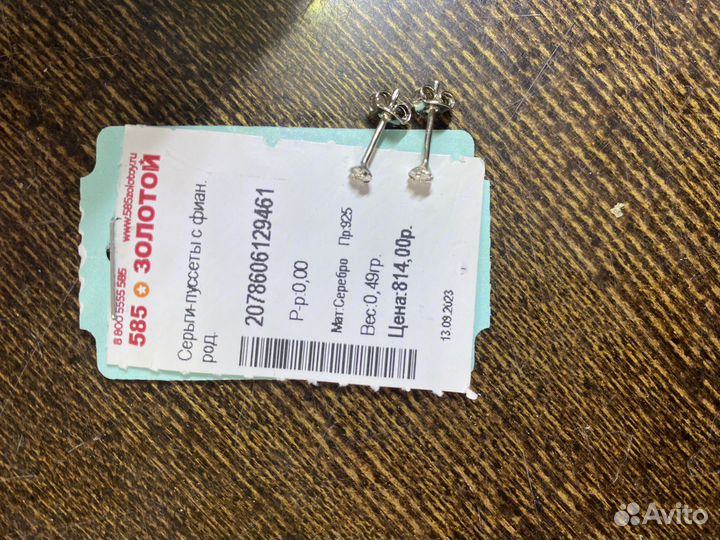 8 800 5555 585 www.585zolotoy.ru
585 ЗОЛОТОЙ
Серьги-пуссеты с фиан.
род.
2078606129461
Р-р:0,00
Мат:Серебро Пр:925
Вес:0,49гр.
Цена:814,00р.
13.09.2023
Avito